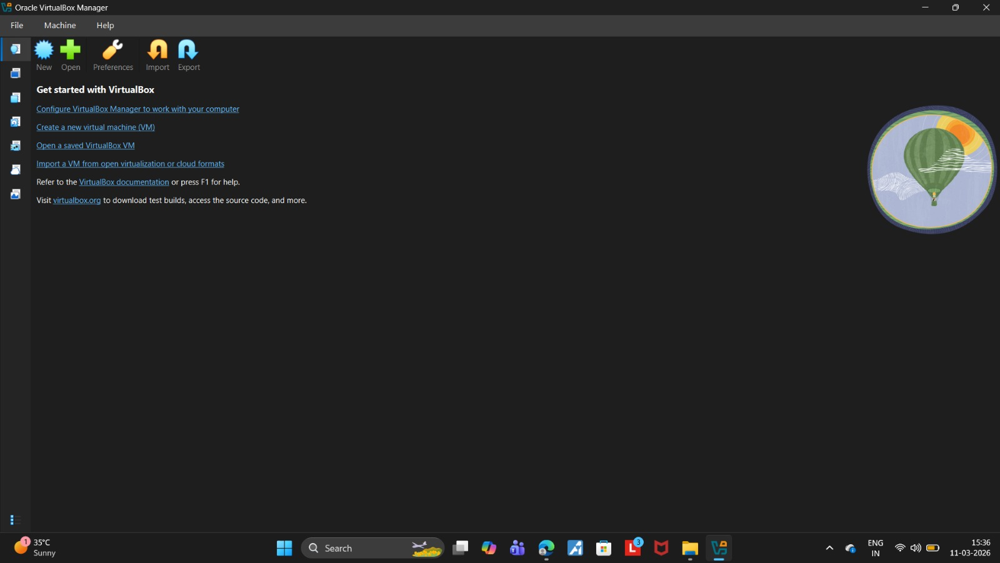 Oracle VirtualBox Manager
File Machine Help
New Open Preferences Import Export
Get started with VirtualBox
Configure VirtualBox Manager to work with your computer
Create a new virtual machine (VM)
Open a saved VirtualBox VM
Import a VM from open virtualization or cloud formats
Refer to the VirtualBox documentation or press F1 for help.
Visit virtualbox.org to download test builds, access the source code, and more.
1
35°C
Sunny
Search
L
3
ENG
IN
15:36
11-03-2026